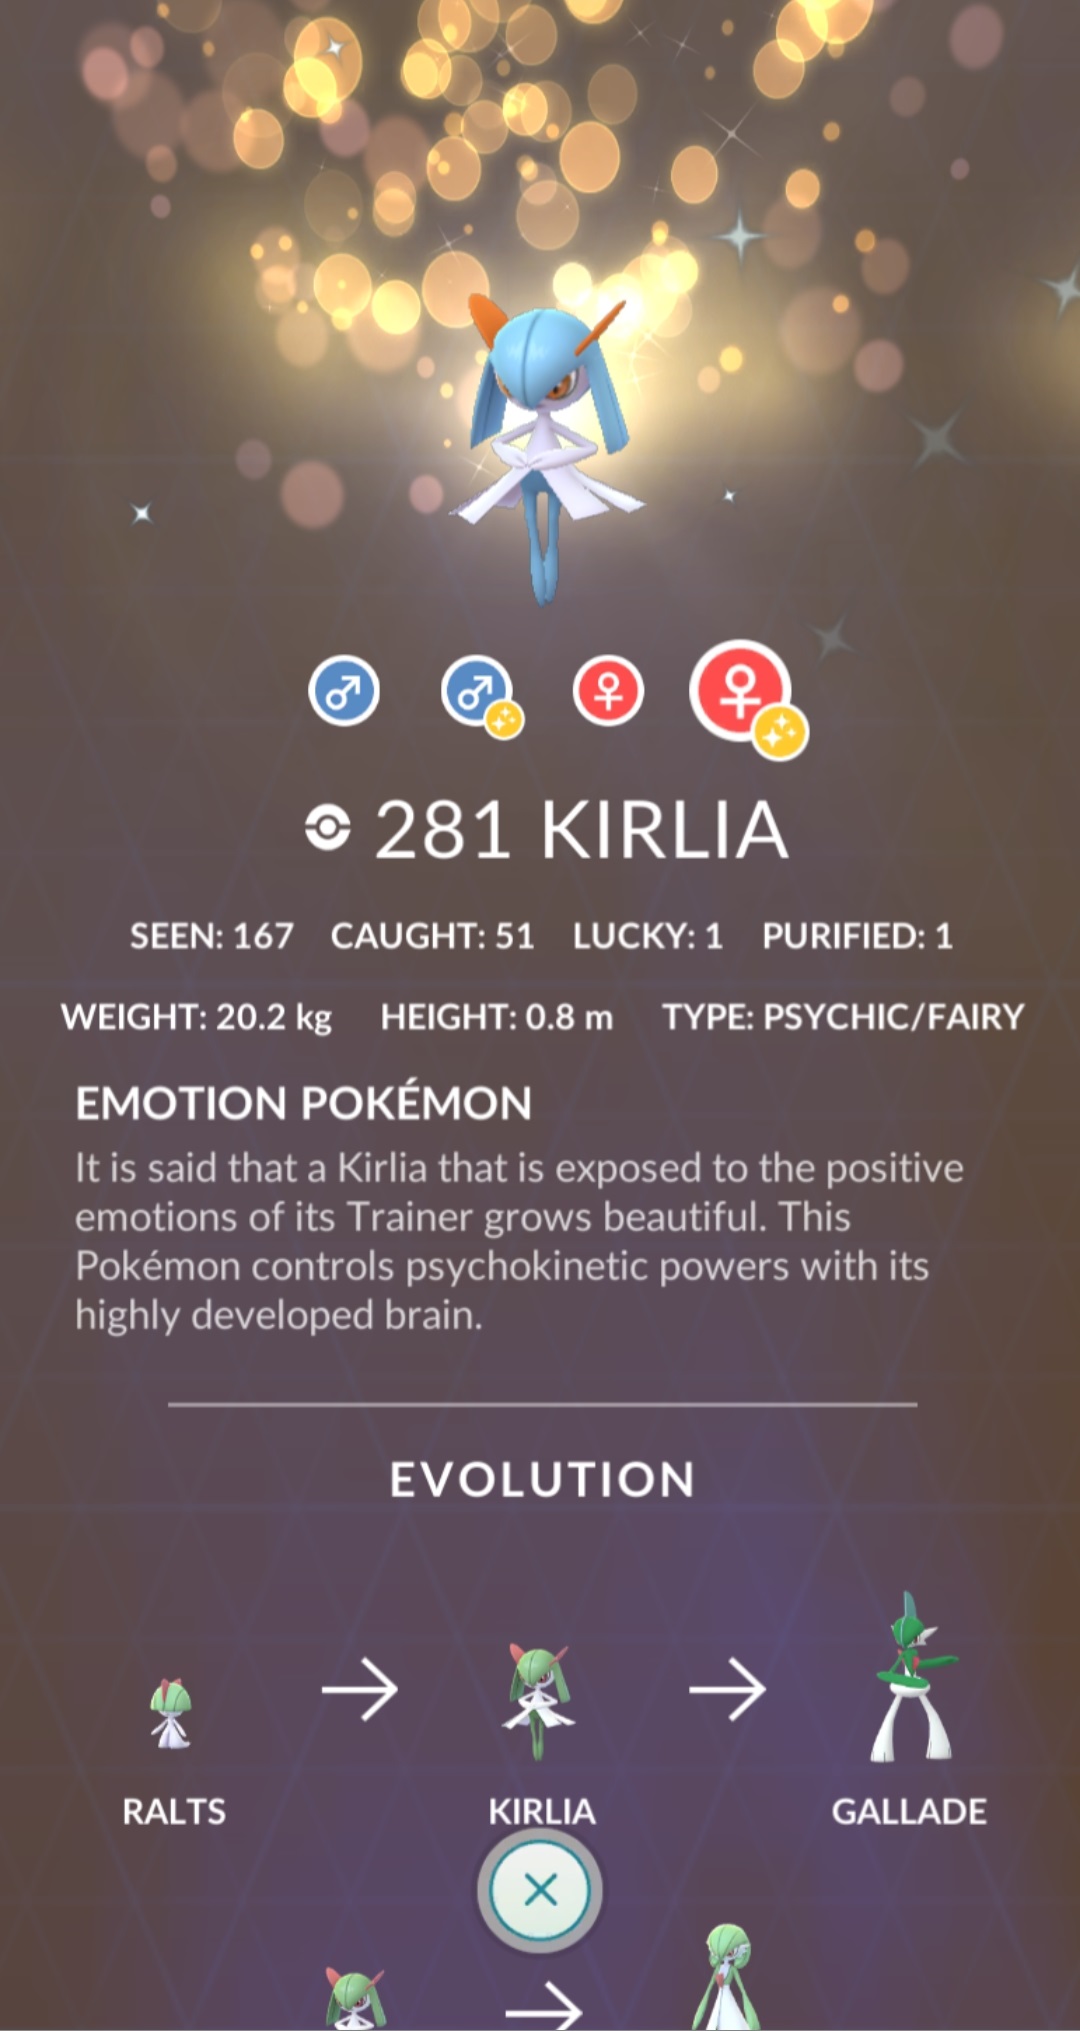 281 KIRLIA
SEEN: 167 CAUGHT: 51 LUCKY: 1 PURIFIED: 1
WEIGHT: 20.2 kg HEIGHT: 0.8 m TYPE: PSYCHIC/FAIRY
EMOTION POKÉMON
It is said that a Kirlia that is exposed to the positive
emotions of its Trainer grows beautiful. This
Pokémon controls psychokinetic powers with its
highly developed brain.
EVOLUTION
RALTS KIRLIA GALLADE